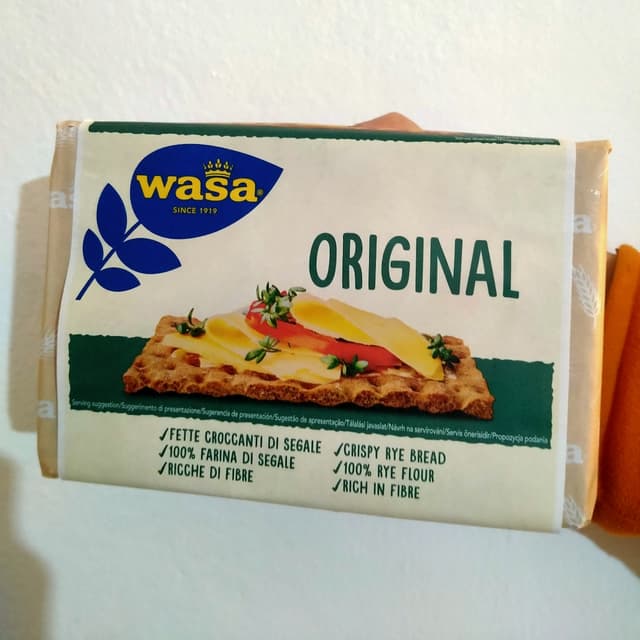 wasa®
SINCE 1919
ORIGINAL
Serving suggestion/Suggerimento di presentazione/Sugerencia de presentación/Sugestão de apresentação/Tálalási javaslat/Návrh na servírování/Servis önerisidir/Propozycja podania
✓FETTE CROCCANTI DI SEGALE
✓100% FARINA DI SEGALE
✓RICCHE DI FIBRE
✓CRISPY RYE BREAD
✓100% RYE FLOUR
✓RICH IN FIBRE